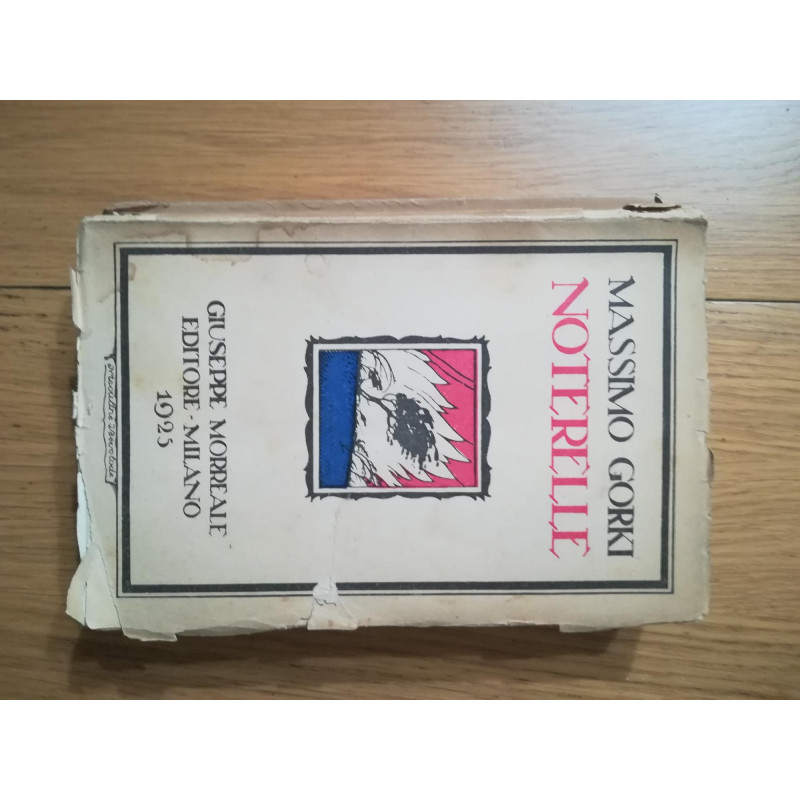 MASSIMO GORKI
NOTERELLE
GIUSEPPE MORREALE
EDITORE - MILANO
1925